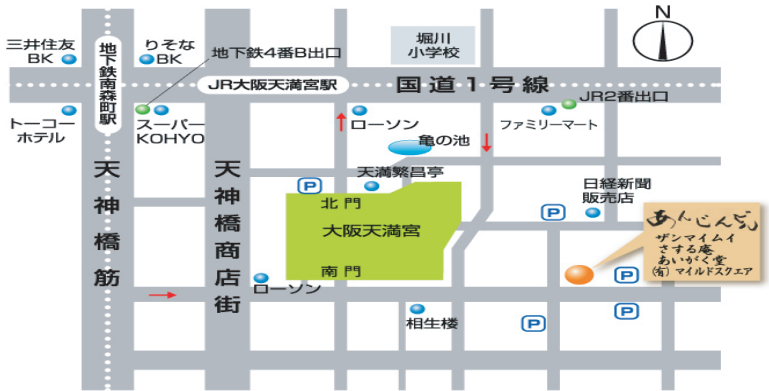 N
堀川
小学校
三井住友
BK
地下鉄南森町駅
りそな
BK
地下鉄4番B出口
JR大阪天満宮駅
国道1号線
JR2番出口
トーコー
ホテル
スーパー
KOHYO
ローソン
ファミリーマート
亀の池
天神橋筋
天神橋商店街
天満繁昌亭
P
北門
大阪天満宮
南門
日経新聞
販売店
P
ザンマイムイ
さする庵
あいがく堂
(有)マイルドスクエア
ローソン
P
P
相生楼
P